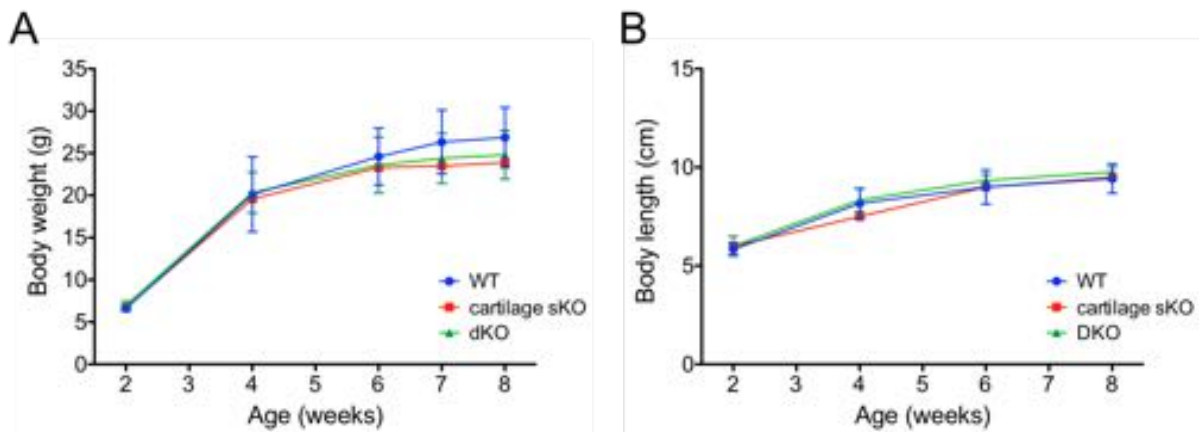 A
35
30
25
20
15
10
5
0
Body weight (g)
2 3 4 5 6 7 8
Age (weeks)
WT
cartilage sKO
dKO
B
15
10
5
0
Body length (cm)
2 3 4 5 6 7 8
Age (weeks)
WT
cartilage sKO
DKO